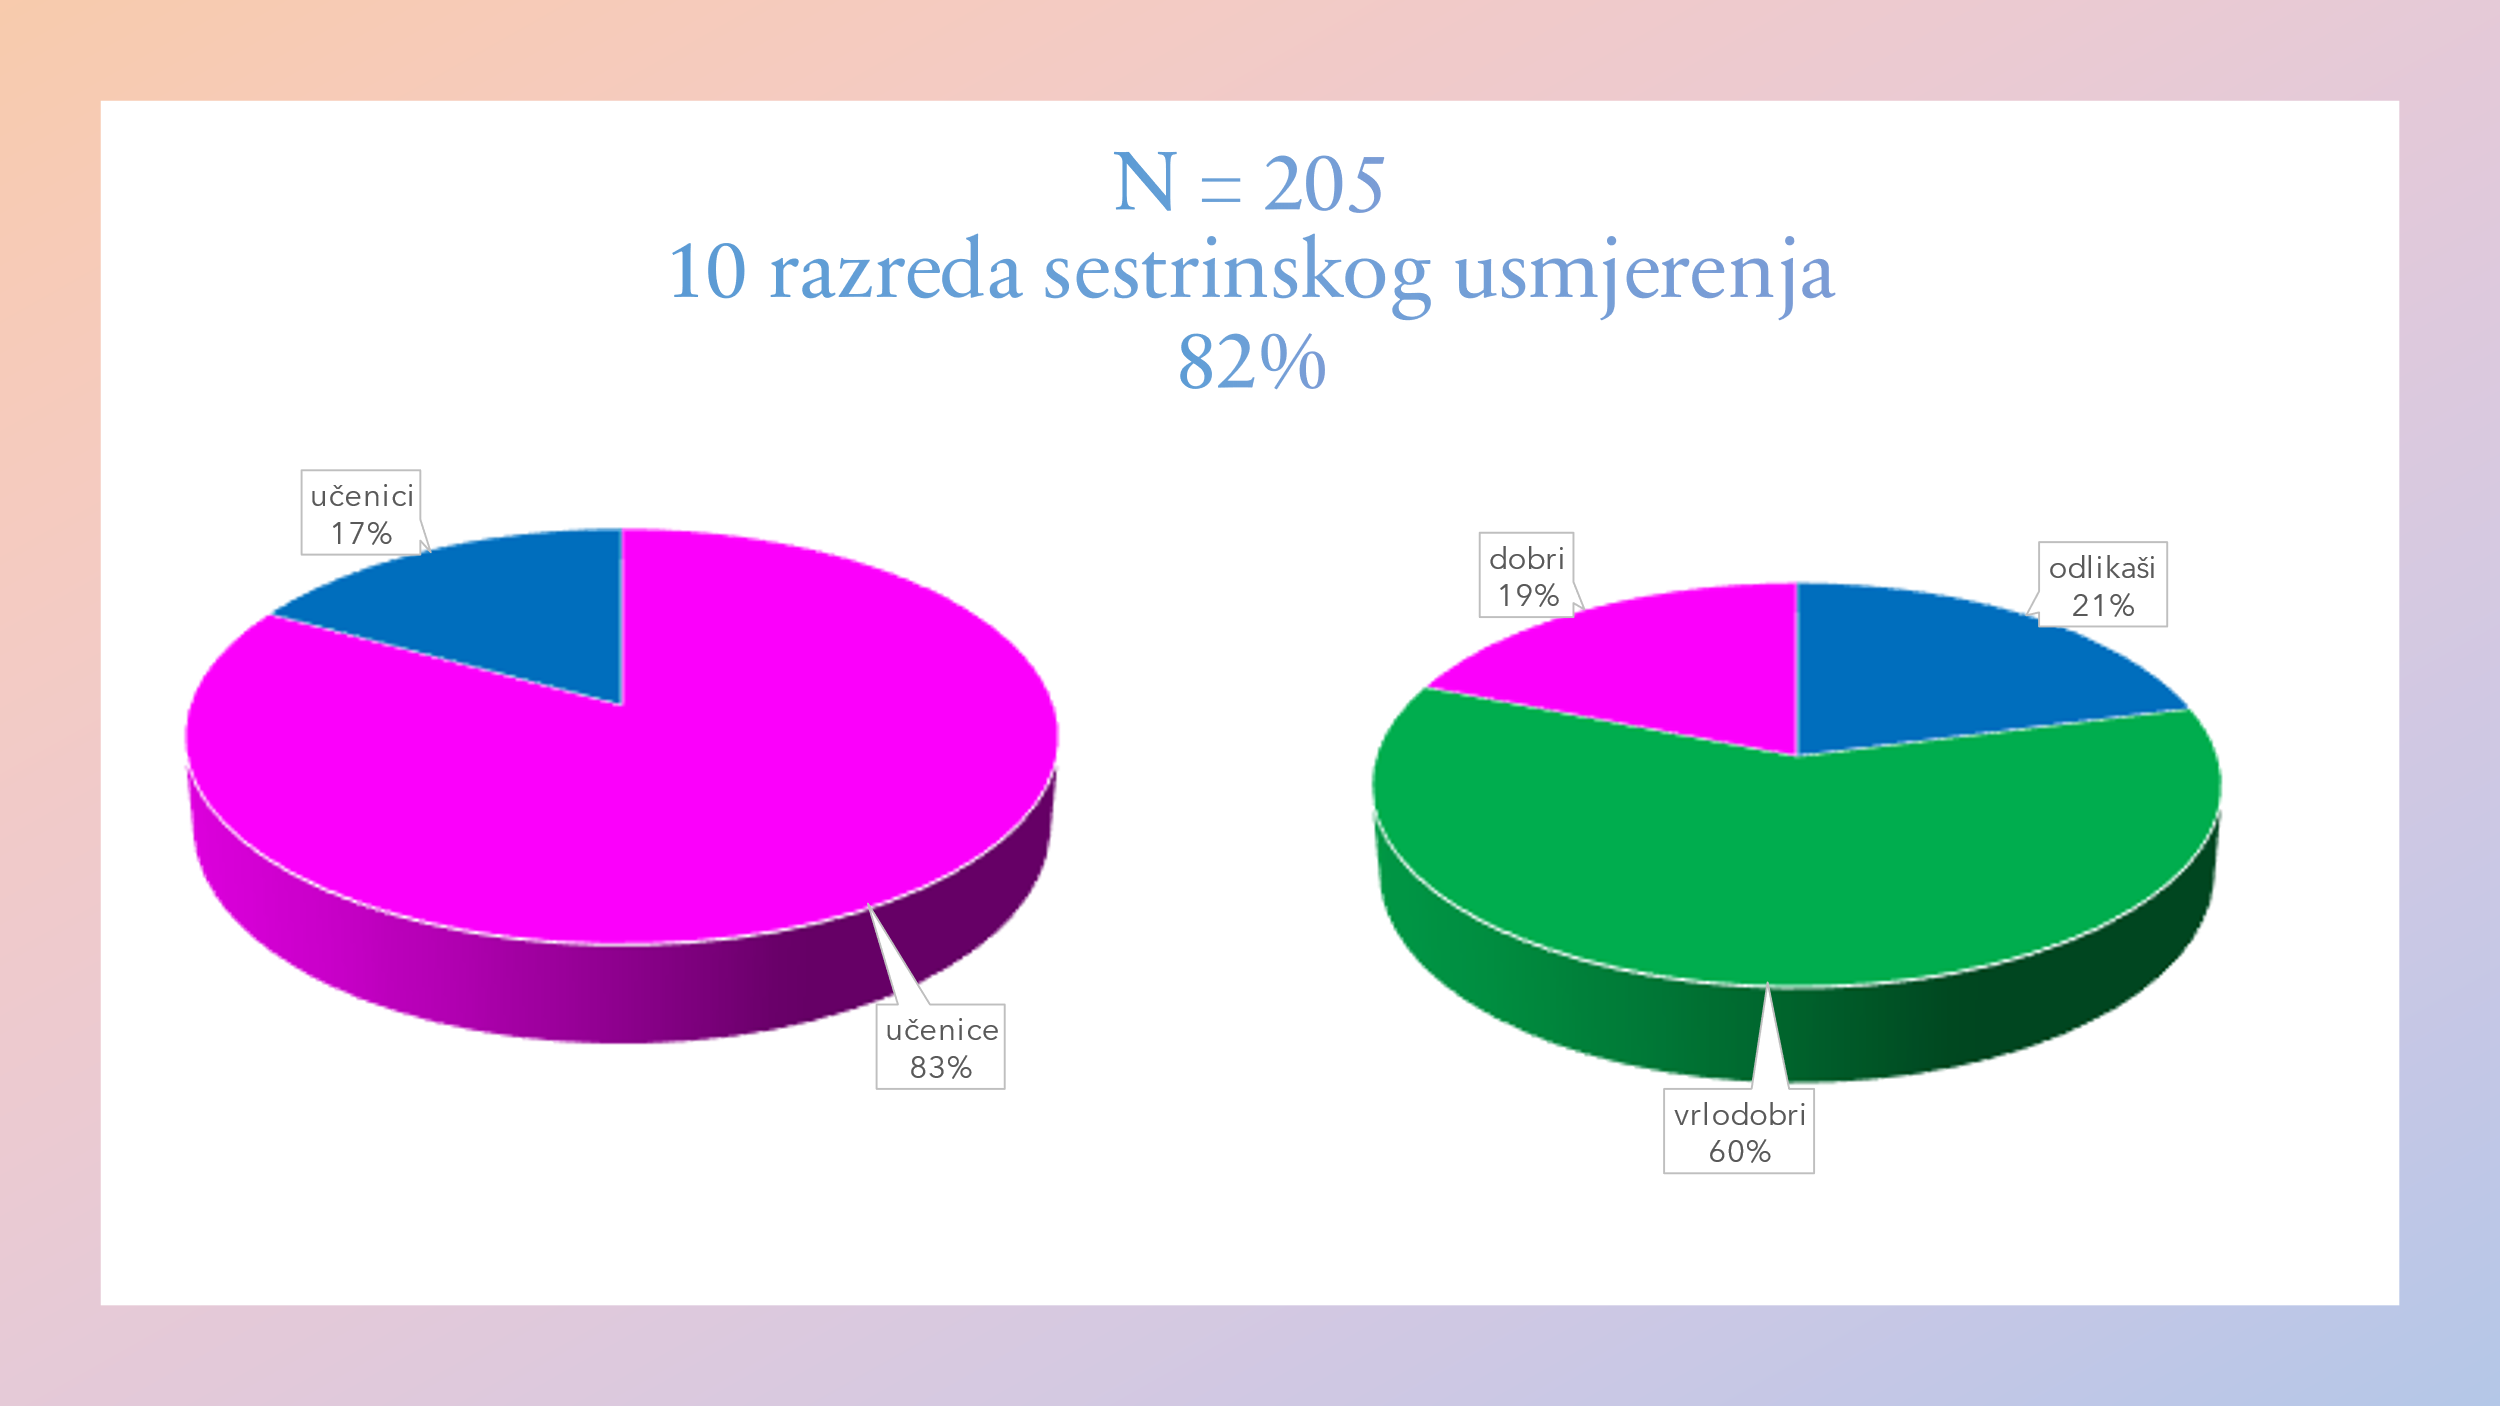 N = 205
10 razreda sestrinskog usmjerenja
82%
učenici
17%
učenice
83%
dobri
19%
odlikaši
21%
vrlodobri
60%